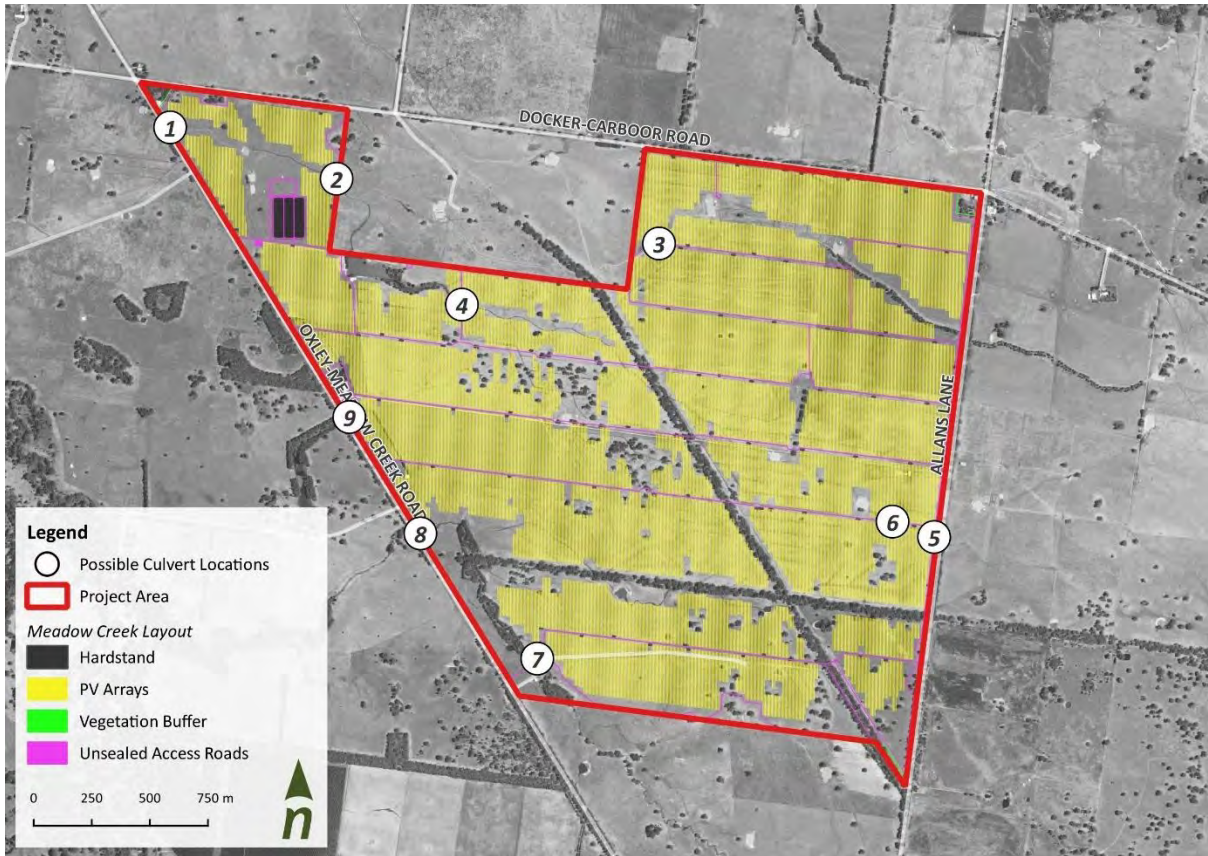 DOCKER-CARBOOR ROAD
1
2
3
4
ALLANS LANE
OXLEY-MEADOW CREEK ROAD
9
6
5
8
7
Legend
Possible Culvert Locations
Project Area
Meadow Creek Layout
Hardstand
PV Arrays
Vegetation Buffer
Unsealed Access Roads
0 250 500 750 m
n